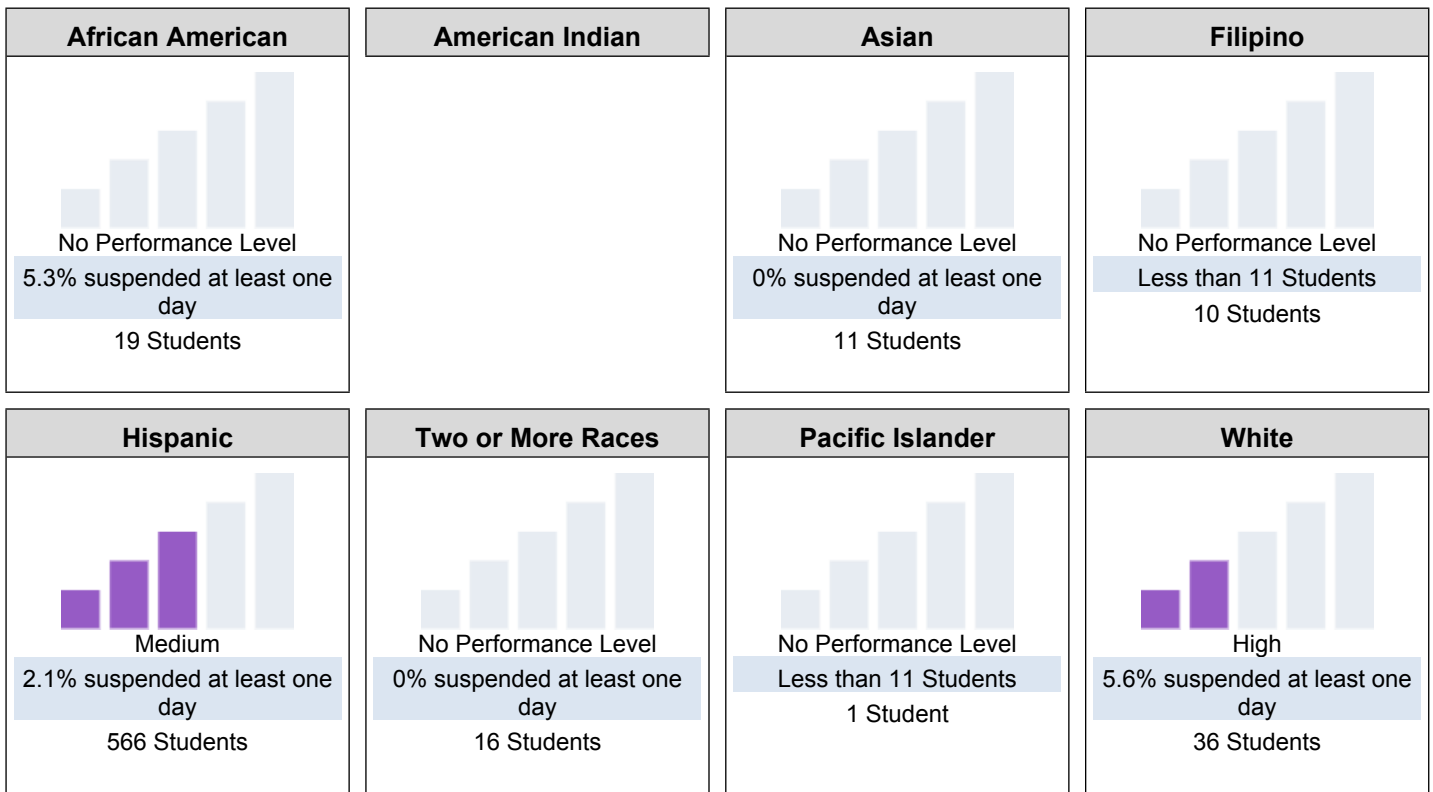 African American
No Performance Level
5.3% suspended at least one
day
19 Students
American Indian
Asian
No Performance Level
0% suspended at least one
day
11 Students
Filipino
No Performance Level
Less than 11 Students
10 Students
Hispanic
Medium
2.1% suspended at least one
day
566 Students
Two or More Races
No Performance Level
0% suspended at least one
day
16 Students
Pacific Islander
No Performance Level
Less than 11 Students
1 Student
White
High
5.6% suspended at least one
day
36 Students